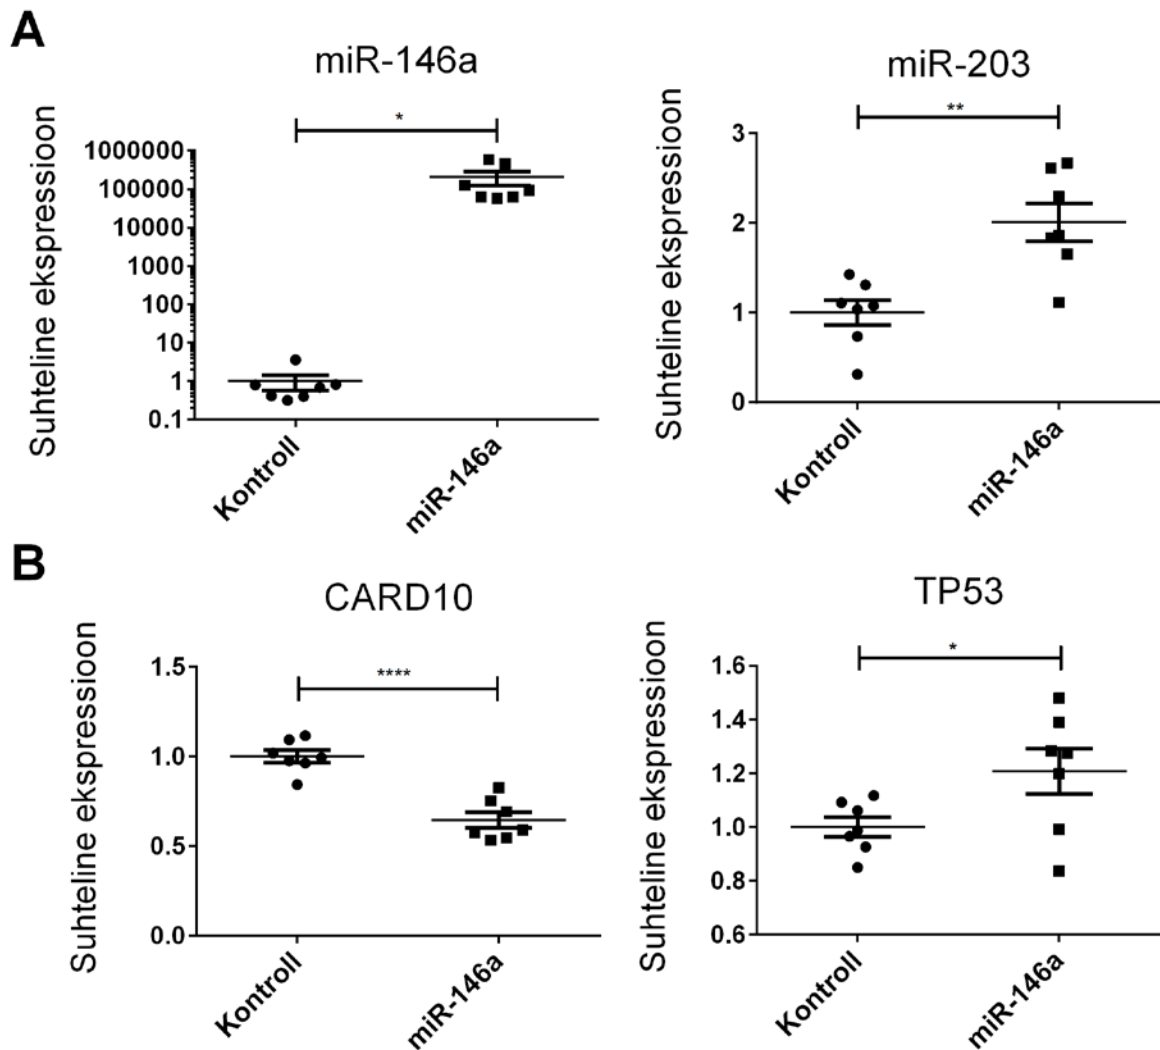 A
miR-146a
*
Suhteline ekspressioon
1000000
100000
10000
1000
100
10
1
0.1
Kontroll
miR-146a
miR-203
**
Suhteline ekspressioon
3
2
1
0
Kontroll
miR-146a
B
CARD10
****
Suhteline ekspressioon
1.5
1.0
0.5
0.0
Kontroll
miR-146a
TP53
*
Suhteline ekspressioon
1.6
1.4
1.2
1.0
0.8
0.6
Kontroll
miR-146a